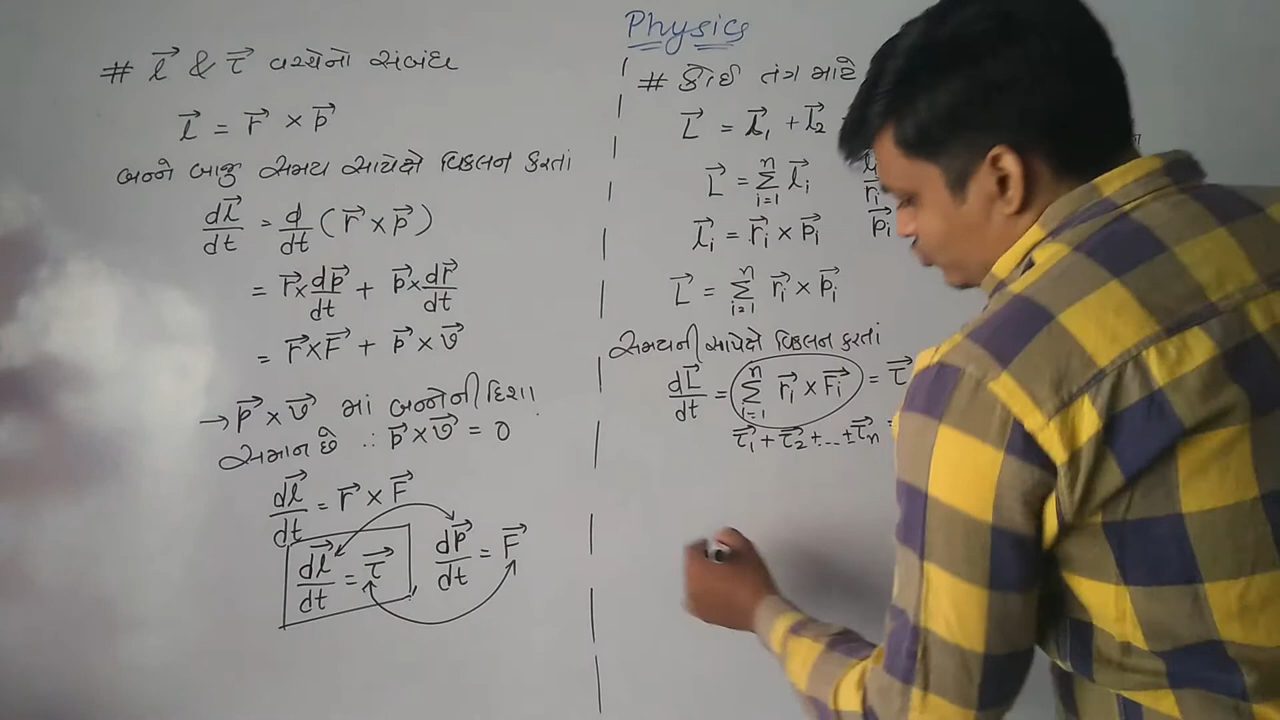 Physics
# l⃗ & τ⃗ વચ્ચેનો સંબંધ
l⃗ = r⃗ × p⃗
બન્ને બાજુ સમય સાપેક્ષે વિકલન કરતાં
dl⃗/dt = d/dt (r⃗ × p⃗)
= r⃗ × dp⃗/dt + p⃗ × dr⃗/dt
= r⃗ × F⃗ + p⃗ × v⃗
→ p⃗ × v⃗ માં બન્નેની દિશા
સમાન છે ∴ p⃗ × v⃗ = 0
dl⃗/dt = r⃗ × F⃗
dl⃗/dt = τ⃗ dp⃗/dt = F⃗
# કોઈ તંત્ર માટે
L⃗ = l⃗₁ + l⃗₂
L⃗ = Σⁿᵢ₌₁ l⃗ᵢ
l⃗ᵢ = r⃗ᵢ × p⃗ᵢ p⃗ᵢ
L⃗ = Σⁿᵢ₌₁ r⃗ᵢ × p⃗ᵢ
સમયની સાપેક્ષે વિકલન કરતાં
dL⃗/dt = Σⁿᵢ₌₁ r⃗ᵢ × F⃗ᵢ = τ⃗
τ⃗₁ + τ⃗₂ + ... + τ⃗ₙ =